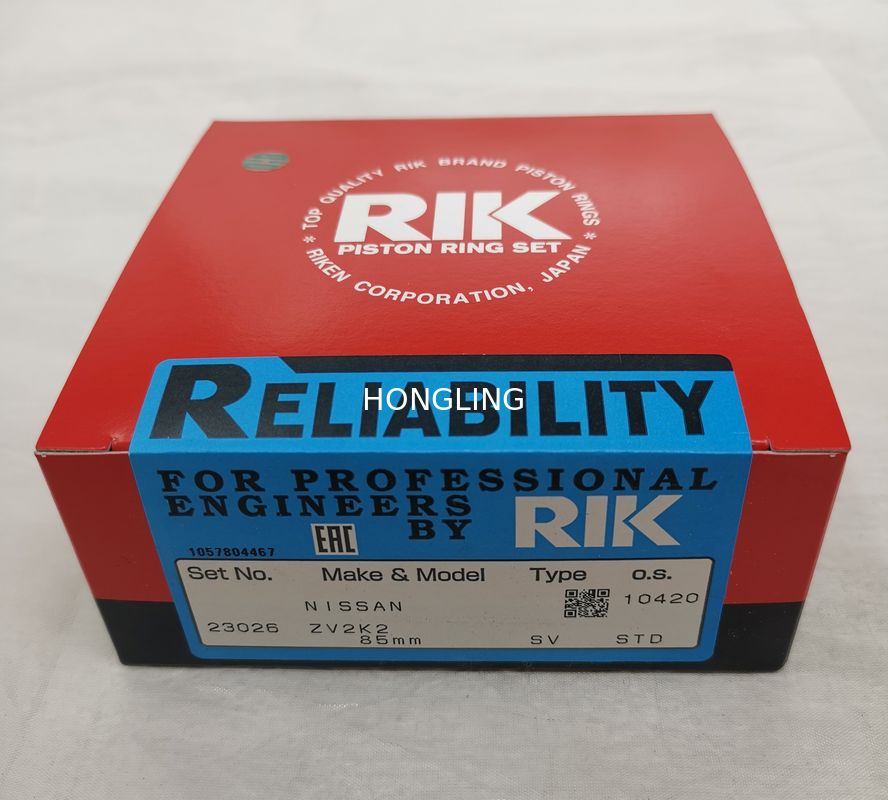 * TOP QUALITY RIK BRAND PISTON RINGS *
RIK
PISTON RING SET
RIKEN CORPORATION, JAPAN
RELIABILITY
HONGLING
FOR PROFESSIONAL
ENGINEERS
BY RIK
1057804467
EAC
Set No. Make & Model Type O.S.
NISSAN 10420
23026 ZV2K2 SV STD
85mm